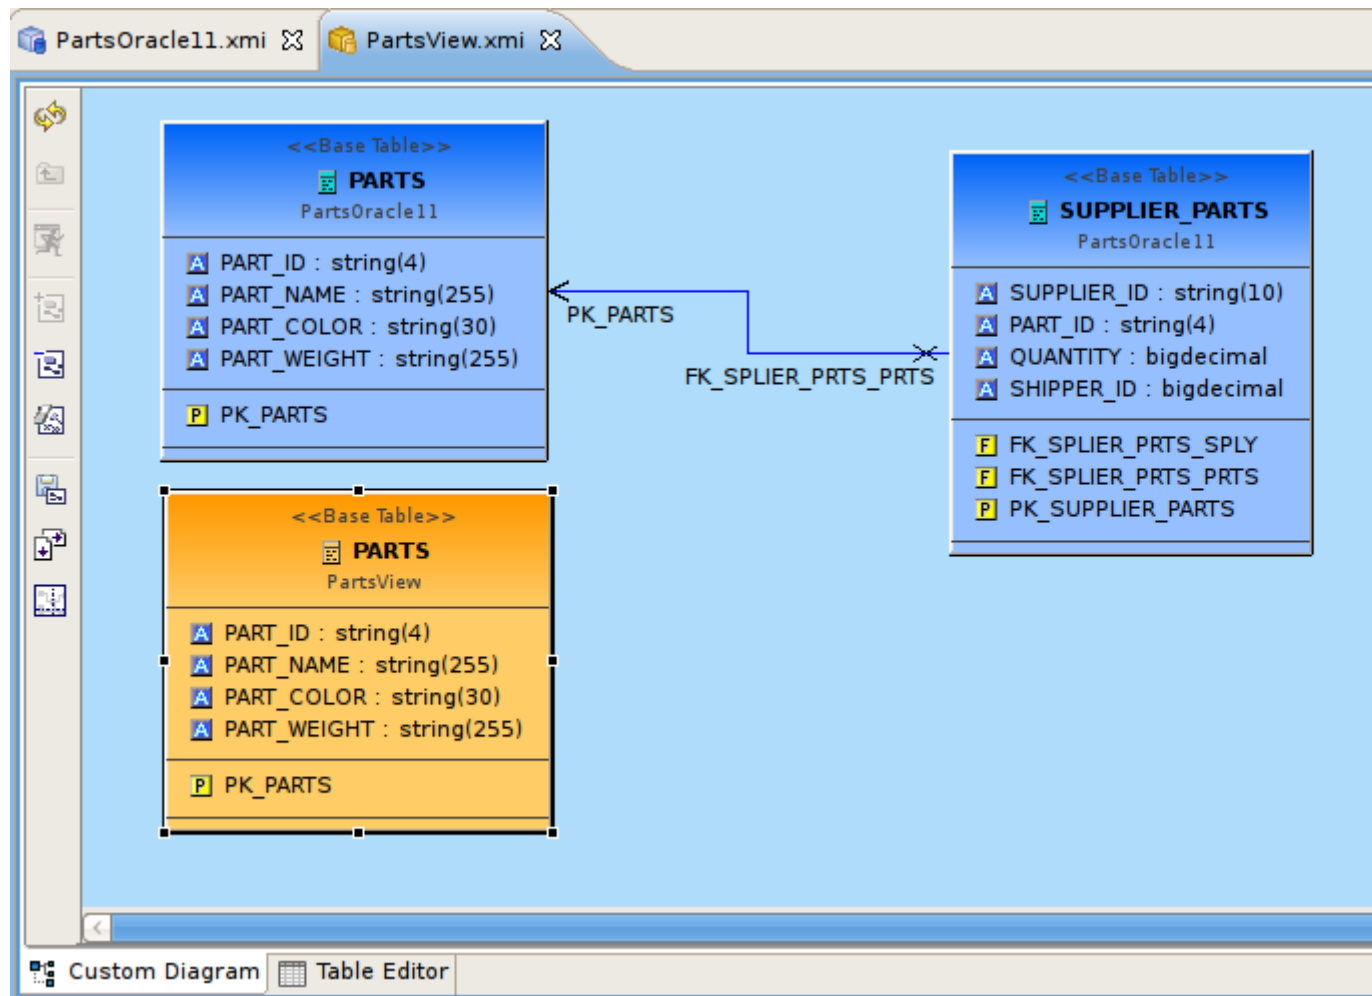 PartsOracle11.xmi
PartsView.xmi
<<Base Table>>
PARTS
PartsOracle11
PART_ID : string(4)
PART_NAME : string(255)
PART_COLOR : string(30)
PART_WEIGHT : string(255)
PK_PARTS
PK_PARTS
FK_SPLIER_PRTS_PRTS
<<Base Table>>
SUPPLIER_PARTS
PartsOracle11
SUPPLIER_ID : string(10)
PART_ID : string(4)
QUANTITY : bigdecimal
SHIPPER_ID : bigdecimal
FK_SPLIER_PRTS_SPLY
FK_SPLIER_PRTS_PRTS
PK_SUPPLIER_PARTS
<<Base Table>>
PARTS
PartsView
PART_ID : string(4)
PART_NAME : string(255)
PART_COLOR : string(30)
PART_WEIGHT : string(255)
PK_PARTS
Custom Diagram
Table Editor